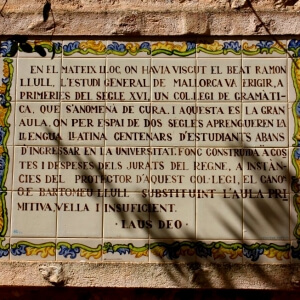 EN EL MATEIX LLOC ON HAVIA VISCUT EL BEAT RAMON
LLULL, L'ESTUDI GENERAL DE MALLORCA VA ERIGIR, A
PRIMERIES DEL SEGLE XVI, UN COL·LEGI DE GRAMÀTI-
CA, QUE S'ANOMENÀ DE CURA, I AQUESTA ÉS LA GRAN
AULA, ON PER ESPAI DE DOS SEGLES APRENGUEREN LA
LLENGUA LLATINA CENTENARS D'ESTUDIANTS ABANS
D'INGRESSAR EN LA UNIVERSITAT. FONC CONSTRUIDA A COS-
TES I DESPESES DELS JURATS DEL REGNE, A INSTÀN-
CIES DEL PROTECTOR D'AQUEST COL·LEGI, EL CANO-
GE BARTOMEU LLULL SUBSTITUINT L'AULA PRI-
MITIVA, VELLA I INSUFICIENT.
· LAUS DEO ·